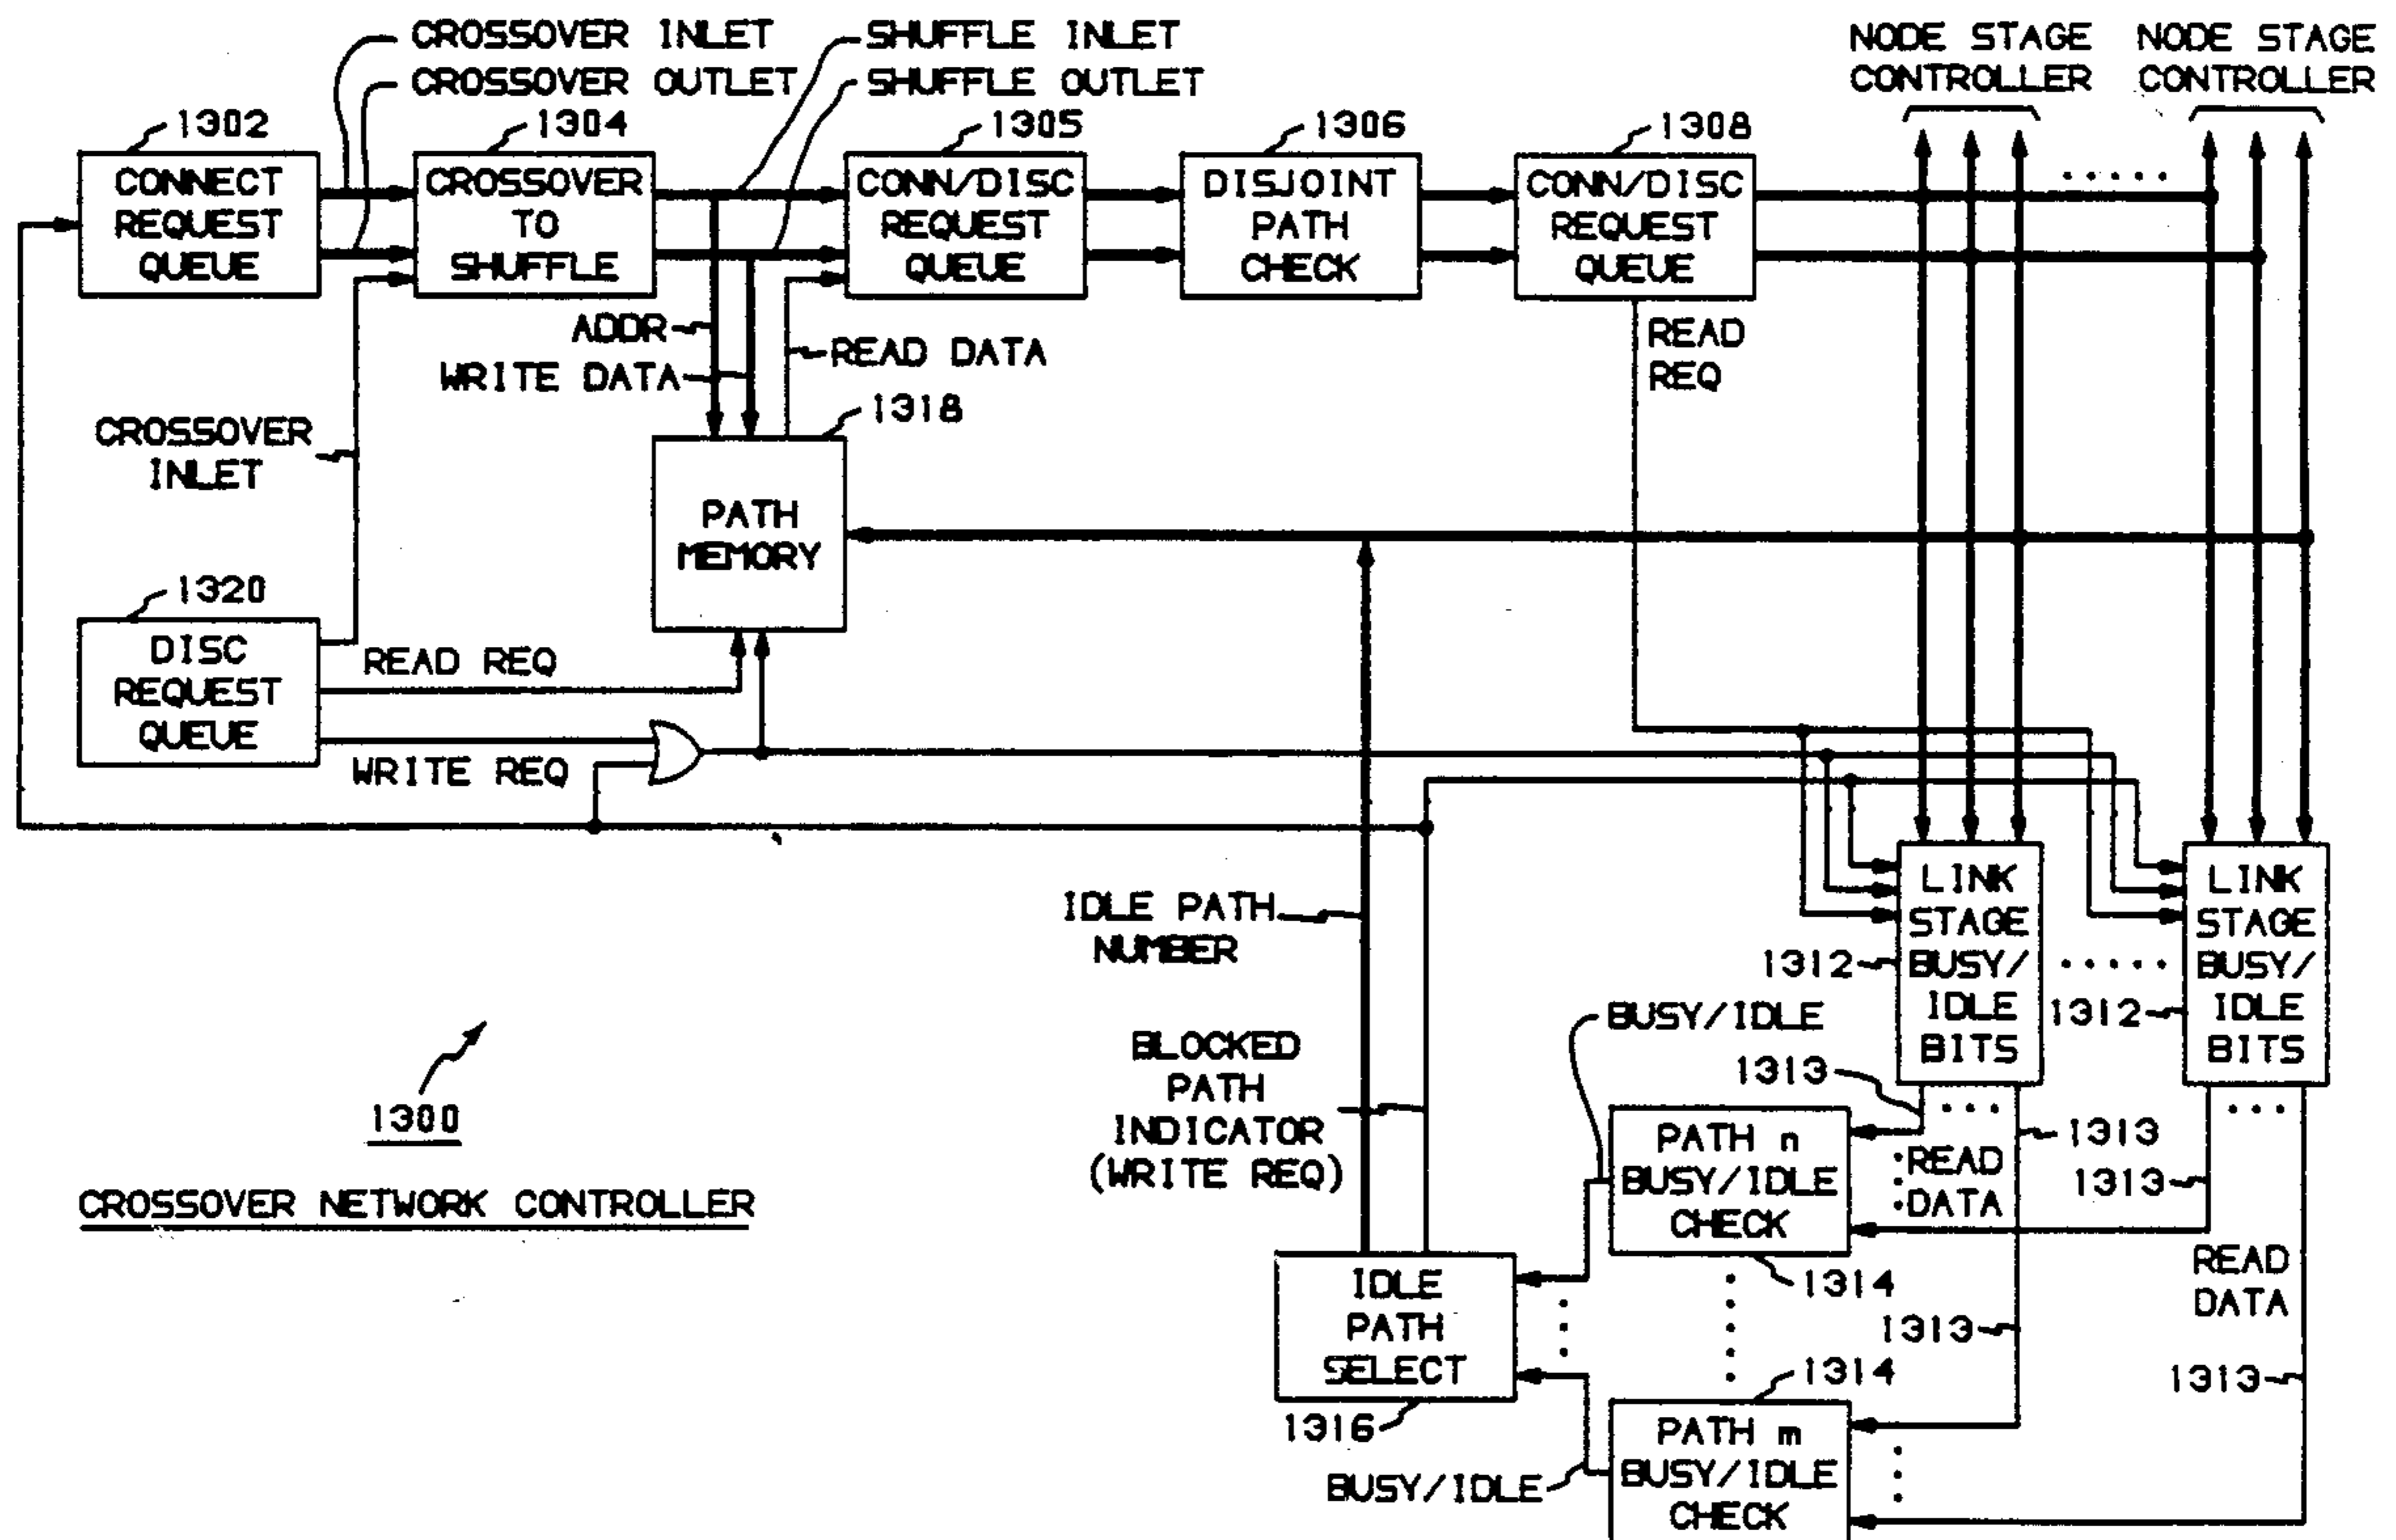 CROSSOVER INLET
CROSSOVER OUTLET
SHUFFLE INLET
SHUFFLE OUTLET
NODE STAGE
CONTROLLER
NODE STAGE
CONTROLLER
1302
1304
1305
1306
1308
CONNECT
REQUEST
QUEUE
CROSSOVER
TO
SHUFFLE
CONN/DISC
REQUEST
QUEUE
DISJOINT
PATH
CHECK
CONN/DISC
REQUEST
QUEUE
ADDR
WRITE DATA
READ DATA
READ
REQ
1318
CROSSOVER
INLET
PATH
MEMORY
1320
DISC
REQUEST
QUEUE
READ REQ
WRITE REQ
IDLE PATH
NUMBER
LINK
STAGE
BUSY/
IDLE
BITS
1312
LINK
STAGE
BUSY/
IDLE
BITS
1312
BUSY/IDLE
BLOCKED
PATH
INDICATOR
(WRITE REQ)
1313
1313
1313
READ
DATA
PATH n
BUSY/IDLE
CHECK
1300
CROSSOVER NETWORK CONTROLLER
READ
DATA
1314
IDLE
PATH
SELECT
1313
1314
1313
1316
PATH m
BUSY/IDLE
CHECK
BUSY/IDLE